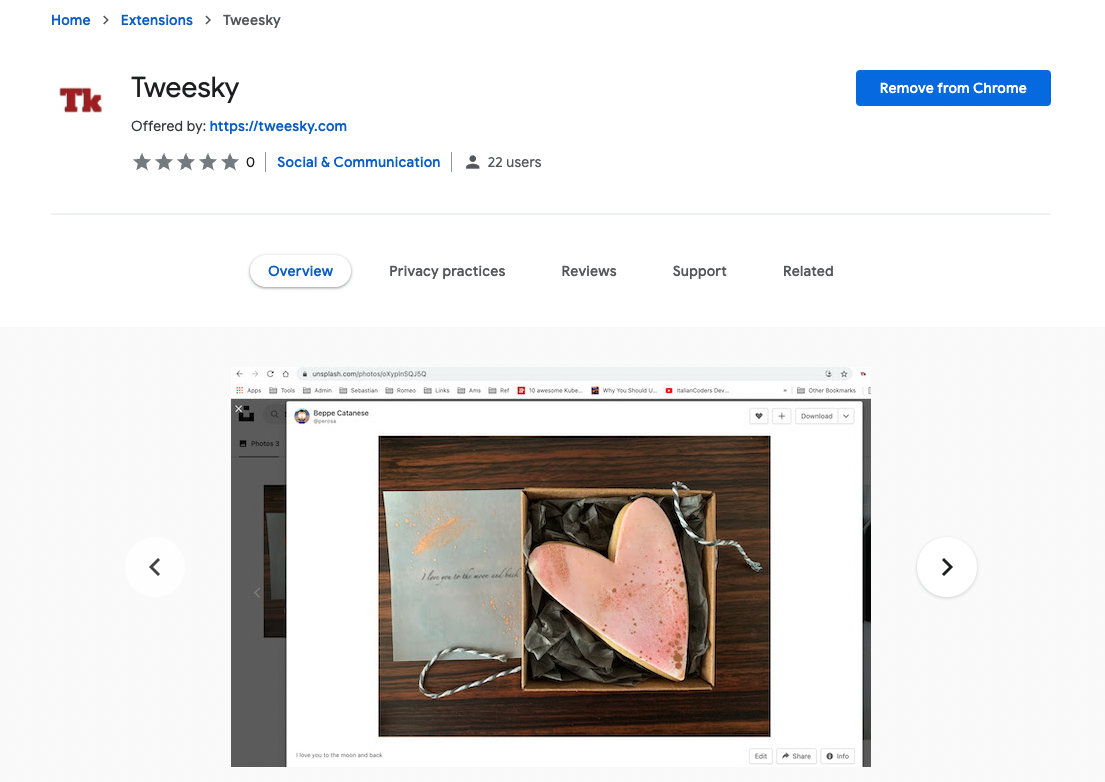 Home > Extensions > Tweesky
Tk
Tweesky
Remove from Chrome
Offered by: https://tweesky.com
0 Social & Communication 22 users
Overview Privacy practices Reviews Support Related
unsplash.com/photos/oXypInSQJ5Q
Apps Tools Admin Sebastian Romeo Links Ams Ref 10 awesome Kube... Why You Should U... ItalianCoders Dev... » Other Bookmarks
Beppe Catanese
Download
Photos 3
I love you to the moon and back
I love you to the moon and back
Edit Share Info